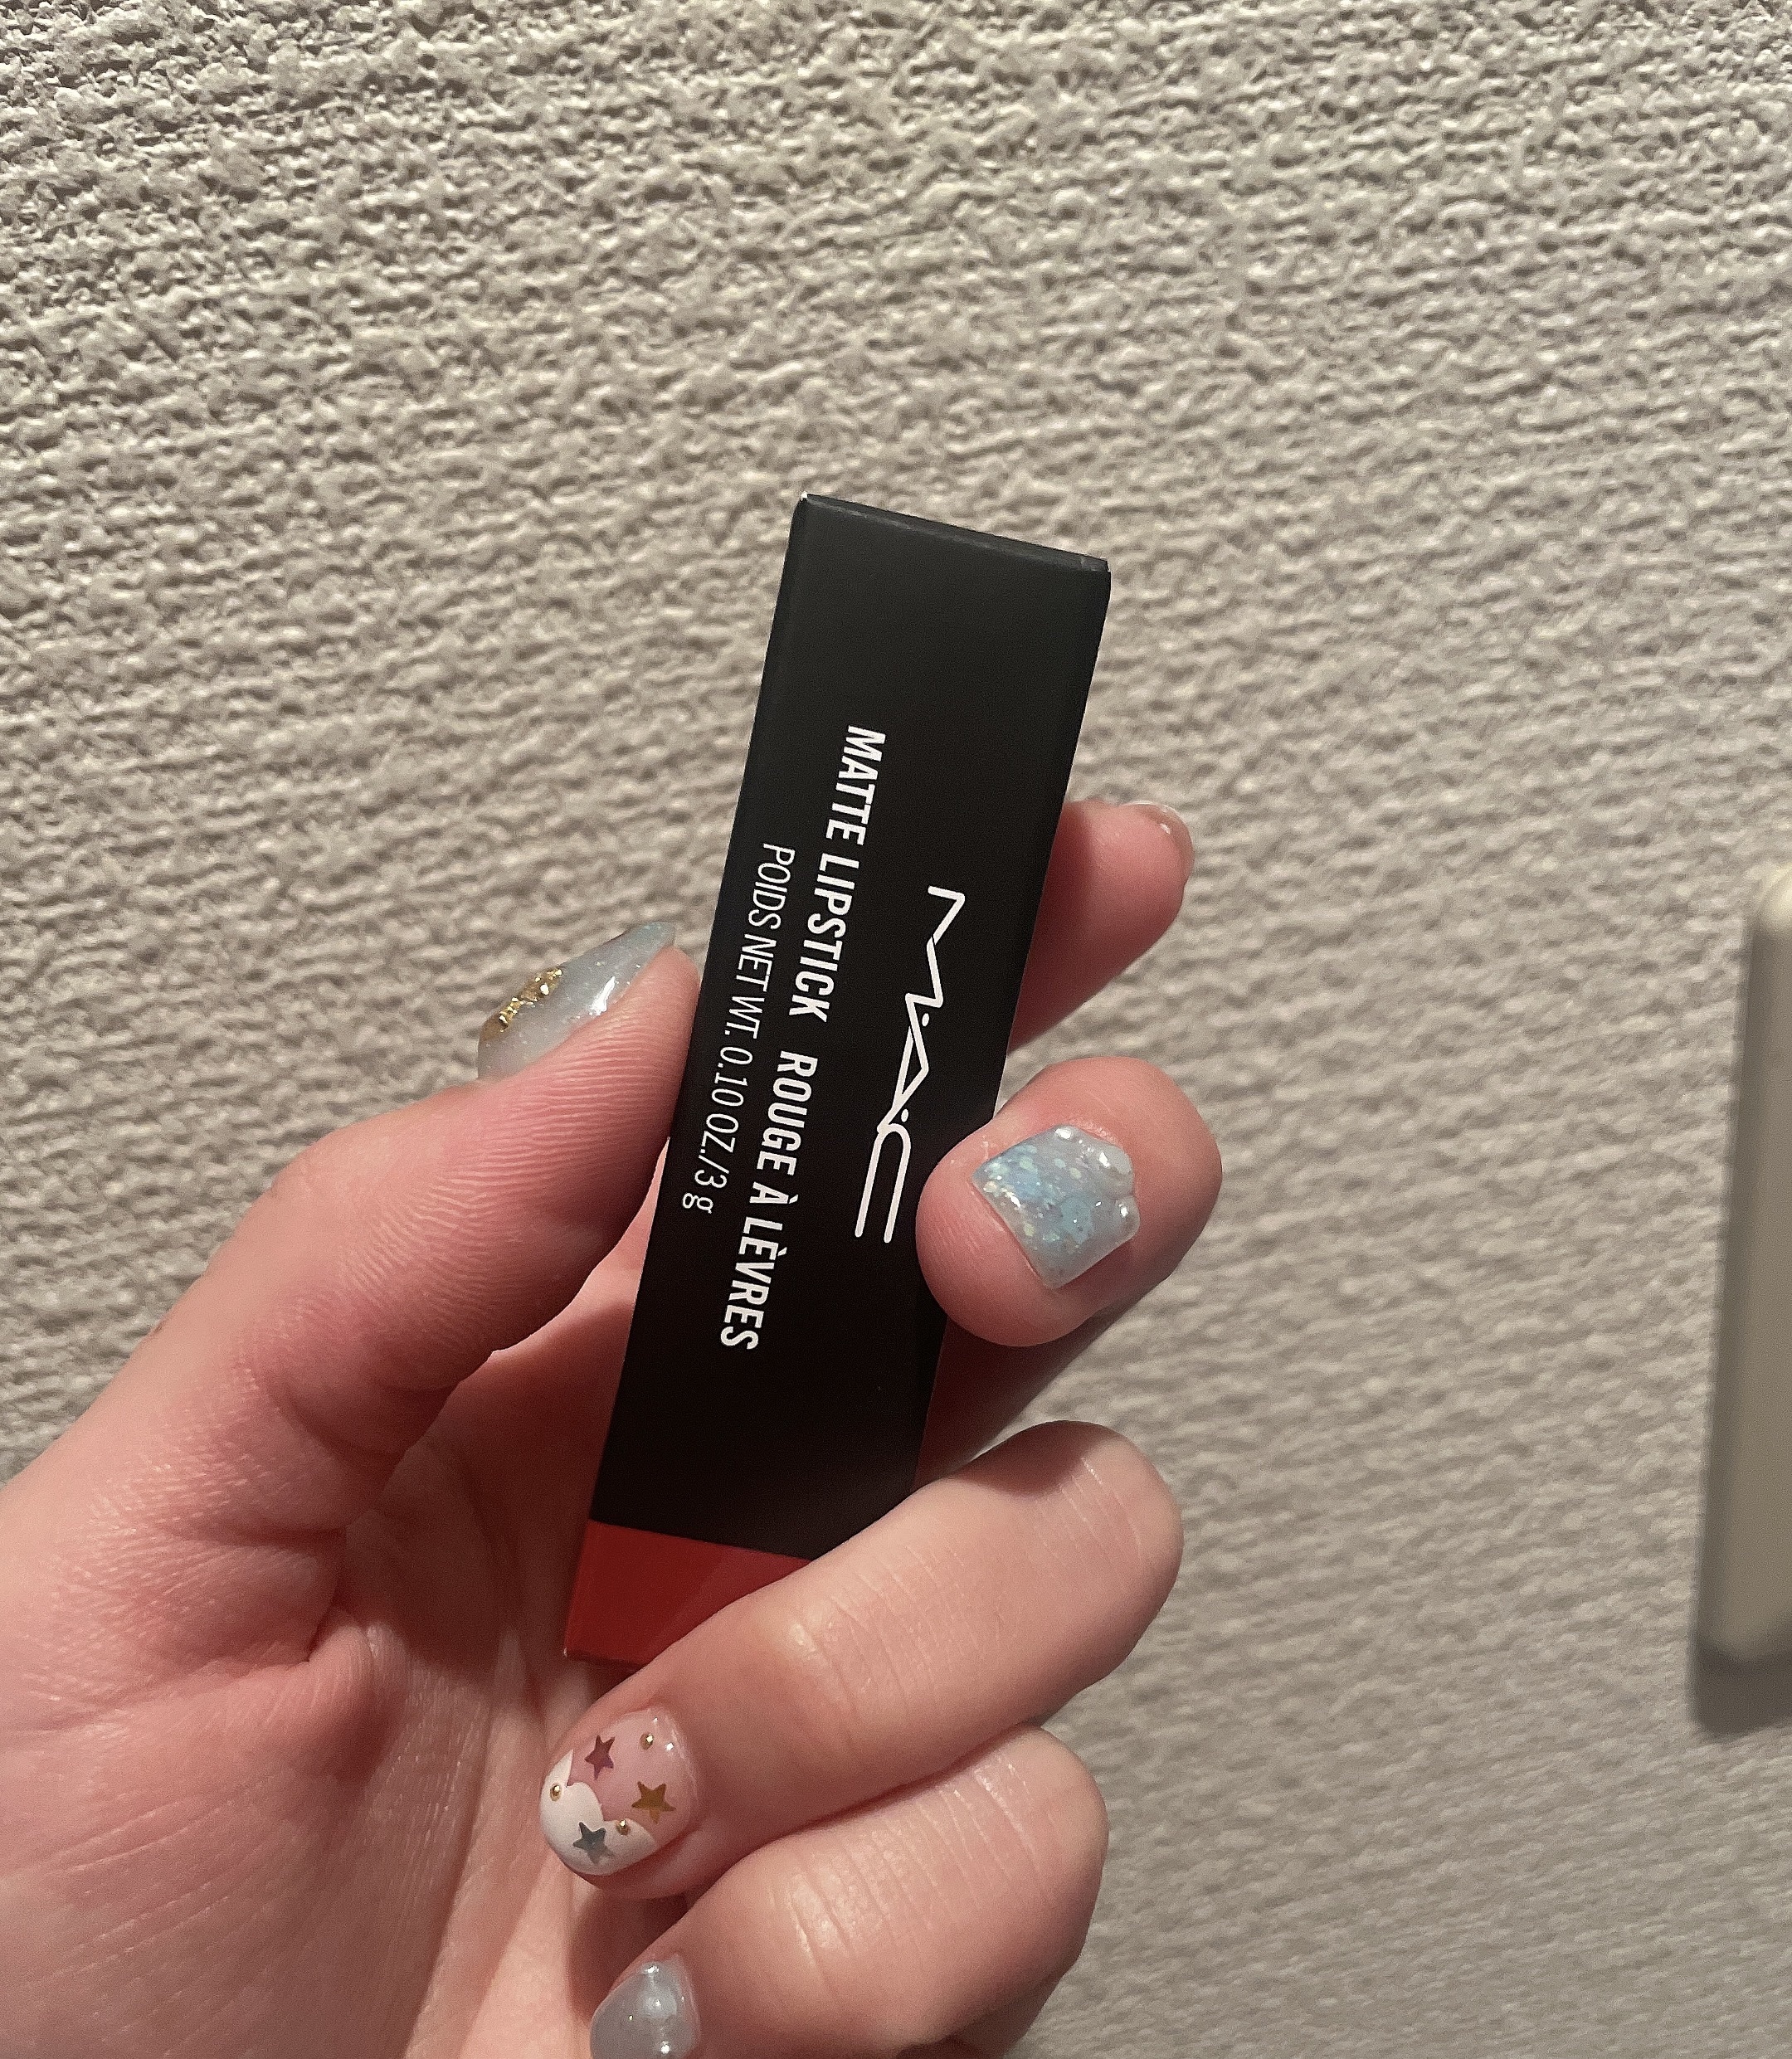 MAC
MATTE LIPSTICK ROUGE À LÈVRES
POIDS NET WT. 0.10 OZ./3 g